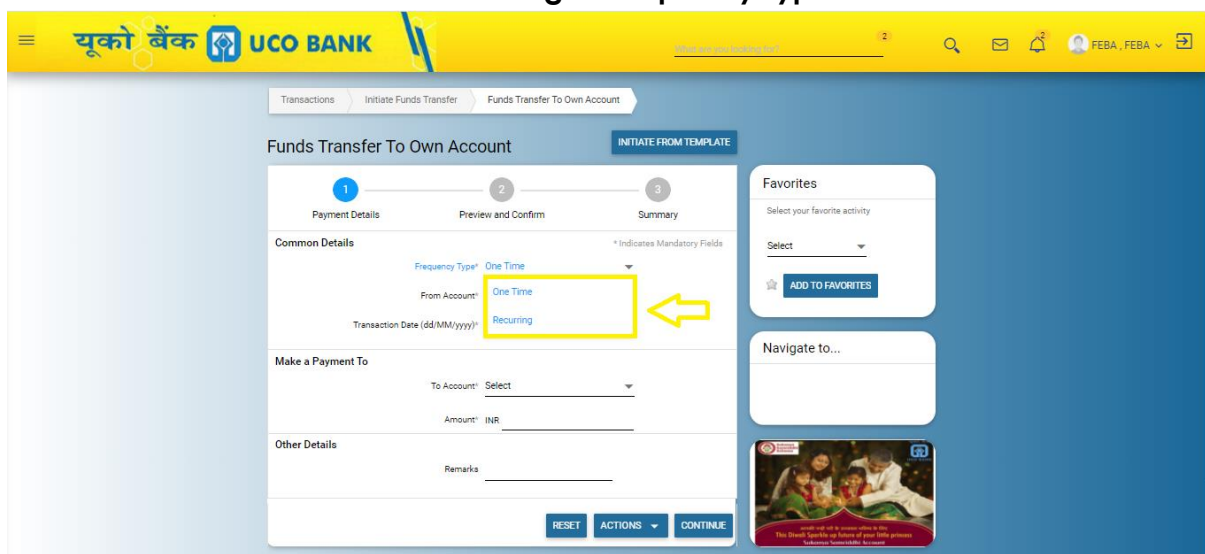 यूको बैंक UCO BANK
What are you looking for?
2
2
FEBA , FEBA
Transactions Initiate Funds Transfer Funds Transfer To Own Account
Funds Transfer To Own Account
INITIATE FROM TEMPLATE
1 2 3
Payment Details Preview and Confirm Summary
Common Details * Indicates Mandatory Fields
Frequency Type* One Time
One Time
From Account*
Recurring
Transaction Date (dd/MM/yyyy)*
Make a Payment To
To Account* Select
Amount* INR
Other Details
Remarks
RESET ACTIONS CONTINUE
Favorites
Select your favorite activity
Select
ADD TO FAVORITES
Navigate to...
This Diwali Sparkle up future of your little princess
Sukanya Samriddhi Account